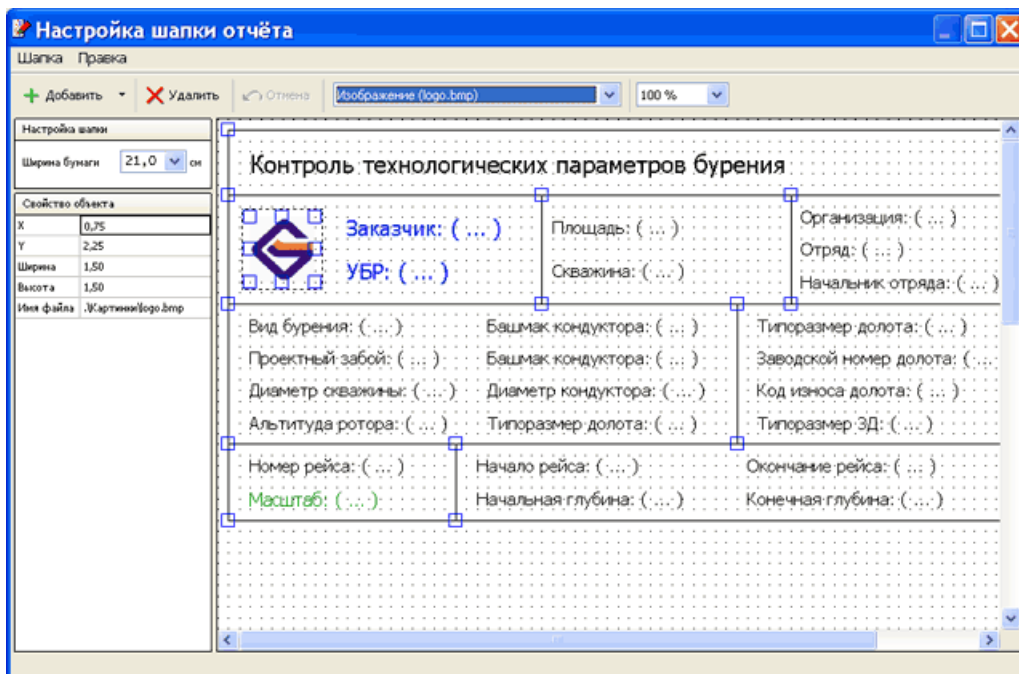 Настройка шапки отчёта
Шапка Правка
Добавить Удалить Отмена Изображение (logo.bmp) 100 %
Настройка шапки
Ширина бумаги 21,0 см
Свойство объекта
X 0,75
Y 2,25
Ширина 1,50
Высота 1,50
Имя файла .\Картинки\logo.bmp
Контроль технологических параметров бурения
Заказчик: ( ... )
УБР: ( ... )
Площадь: ( ... )
Скважина: ( ... )
Организация: ( ... )
Отряд: ( ... )
Начальник отряда: ( ... )
Вид бурения: ( ... ) Башмак кондуктора: ( ... ) Типоразмер долота: ( ... )
Проектный забой: ( ... ) Башмак кондуктора: ( ... ) Заводской номер долота: ( ...
Диаметр скважины: ( ... ) Диаметр кондуктора: ( ... ) Код износа долота: ( ... )
Альтитуда ротора: ( ... ) Типоразмер долота: ( ... ) Типоразмер ЗД: ( ... )
Номер рейса: ( ... ) Начало рейса: ( ... ) Окончание рейса: ( ... )
Масштаб: ( ... ) Начальная глубина: ( ... ) Конечная глубина: ( ... )